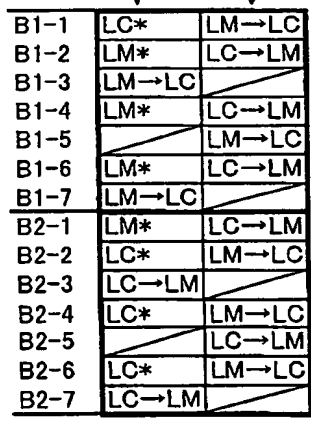 B1-1 LC* LM→LC
B1-2 LM* LC→LM
B1-3 LM→LC
B1-4 LM* LC→LM
B1-5 LM→LC
B1-6 LM* LC→LM
B1-7 LM→LC
B2-1 LM* LC→LM
B2-2 LC* LM→LC
B2-3 LC→LM
B2-4 LC* LM→LC
B2-5 LC→LM
B2-6 LC* LM→LC
B2-7 LC→LM